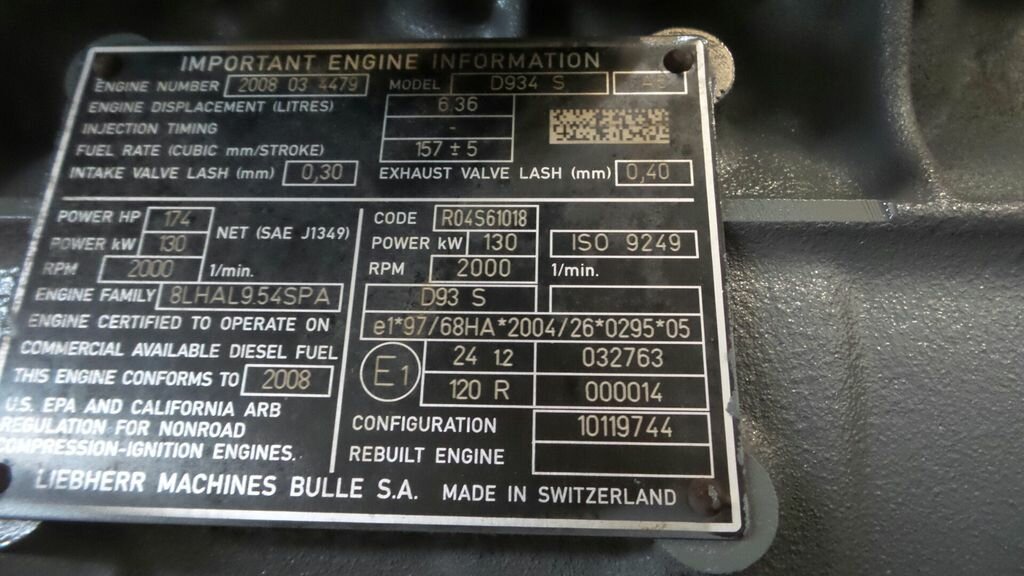 IMPORTANT ENGINE INFORMATION
ENGINE NUMBER 2008 03 4479 MODEL D934 S
ENGINE DISPLACEMENT (LITRES) 6,36
INJECTION TIMING -
FUEL RATE (CUBIC mm/STROKE) 157 ± 5
INTAKE VALVE LASH (mm) 0,30 EXHAUST VALVE LASH (mm) 0,40
POWER HP 174
POWER kW 130 NET (SAE J1349)
RPM 2000 1/min.
ENGINE FAMILY 8LHAL9.54SPA
ENGINE CERTIFIED TO OPERATE ON
COMMERCIAL AVAILABLE DIESEL FUEL
THIS ENGINE CONFORMS TO 2008
U.S. EPA AND CALIFORNIA ARB
REGULATION FOR NONROAD
COMPRESSION-IGNITION ENGINES.
CODE R04S61018
POWER kW 130 ISO 9249
RPM 2000 1/min.
D93 S
e1*97/68HA*2004/26*0295*05
E1 24 12 032763
120 R 000014
CONFIGURATION 10119744
REBUILT ENGINE
LIEBHERR MACHINES BULLE S.A. MADE IN SWITZERLAND